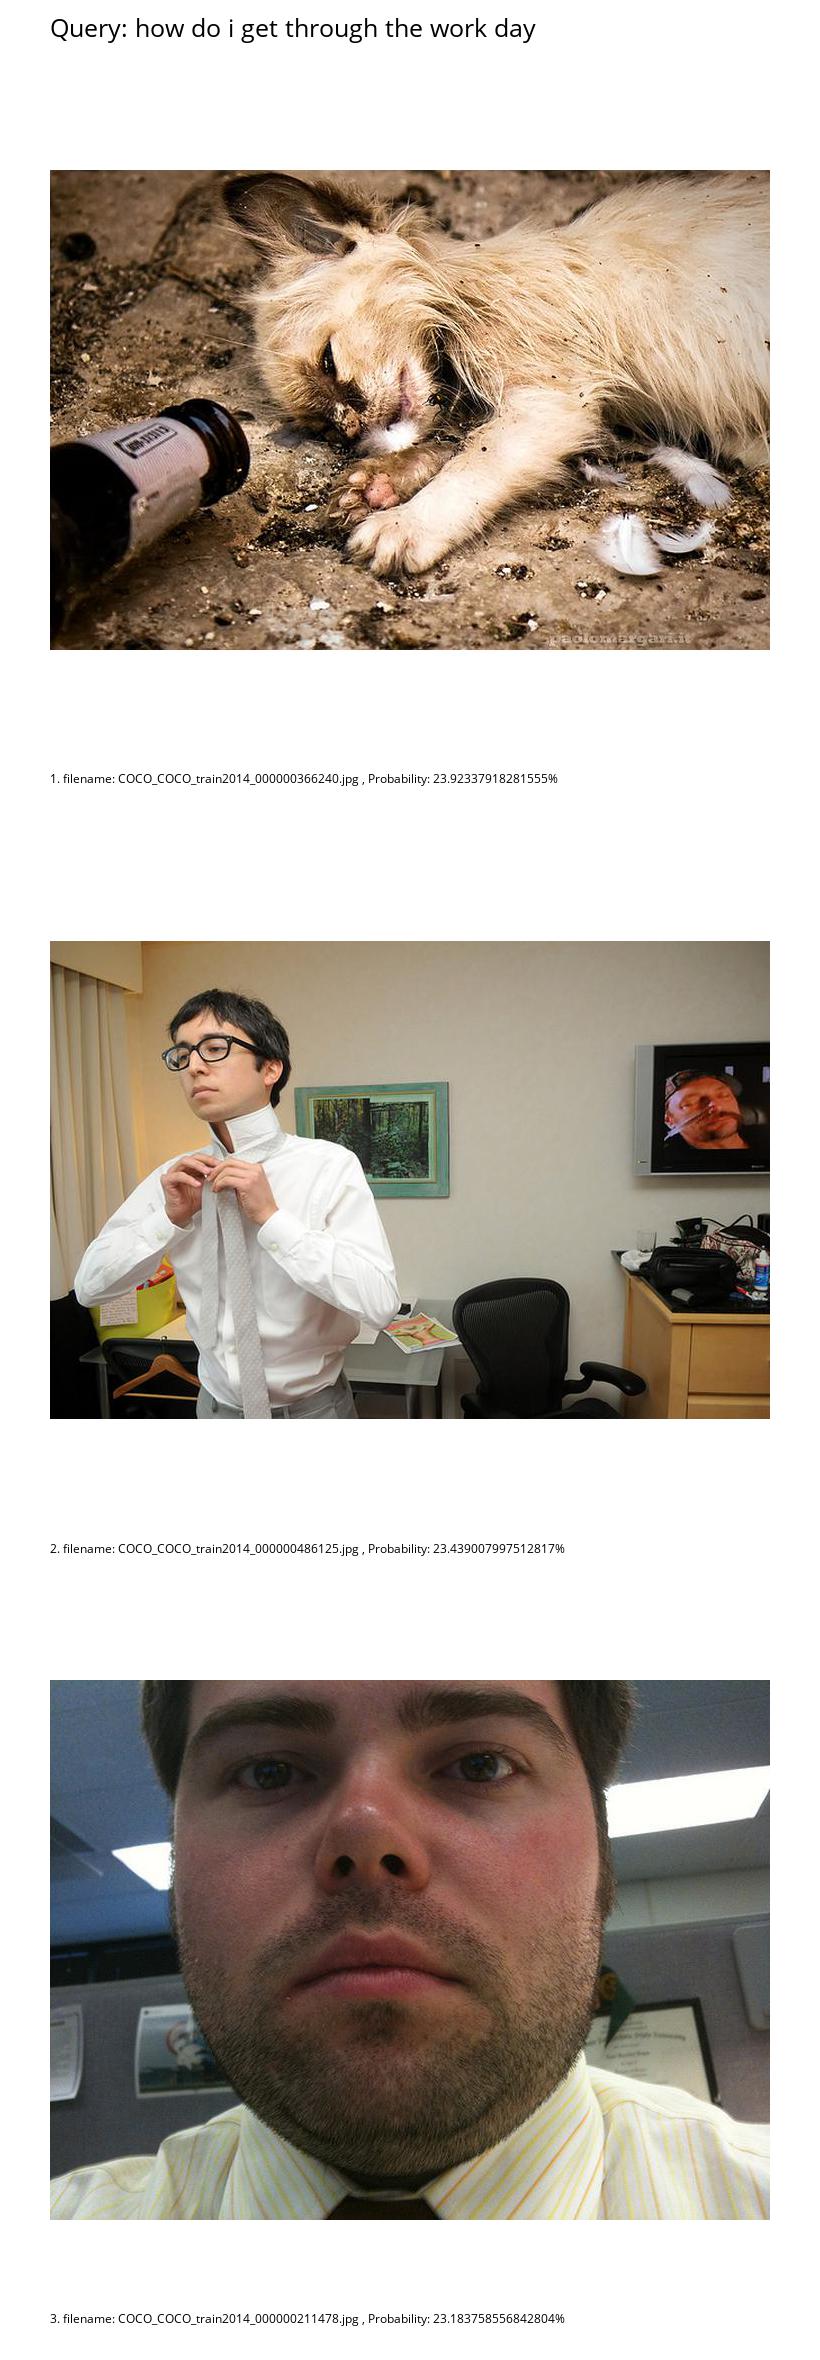 Query: how do i get through the work day
paolomargari.it
1. filename: COCO_COCO_train2014_000000366240.jpg , Probability: 23.92337918281555%
2. filename: COCO_COCO_train2014_000000486125.jpg , Probability: 23.439007997512817%
3. filename: COCO_COCO_train2014_000000211478.jpg , Probability: 23.183758556842804%